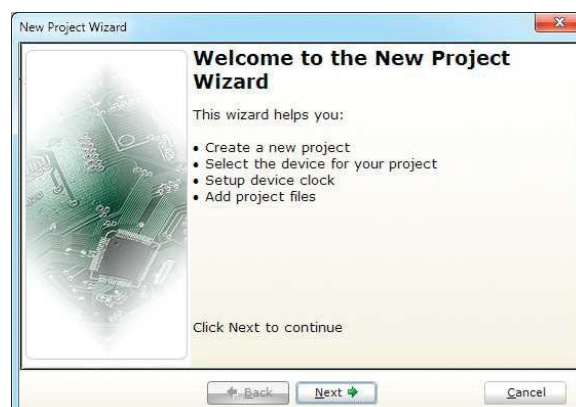 New Project Wizard
Welcome to the New Project
Wizard
This wizard helps you:
• Create a new project
• Select the device for your project
• Setup device clock
• Add project files
Click Next to continue
Back Next Cancel